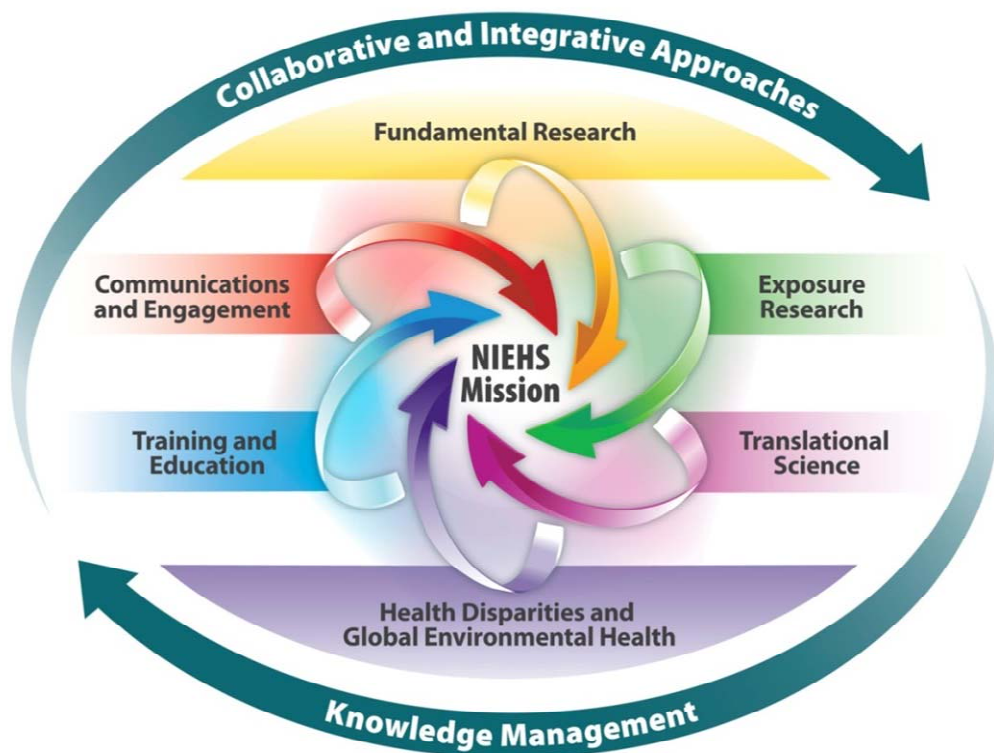 Collaborative and Integrative Approaches
Fundamental Research
Communications
and Engagement
Exposure
Research
NIEHS
Mission
Training and
Education
Translational
Science
Health Disparities and
Global Environmental Health
Knowledge Management